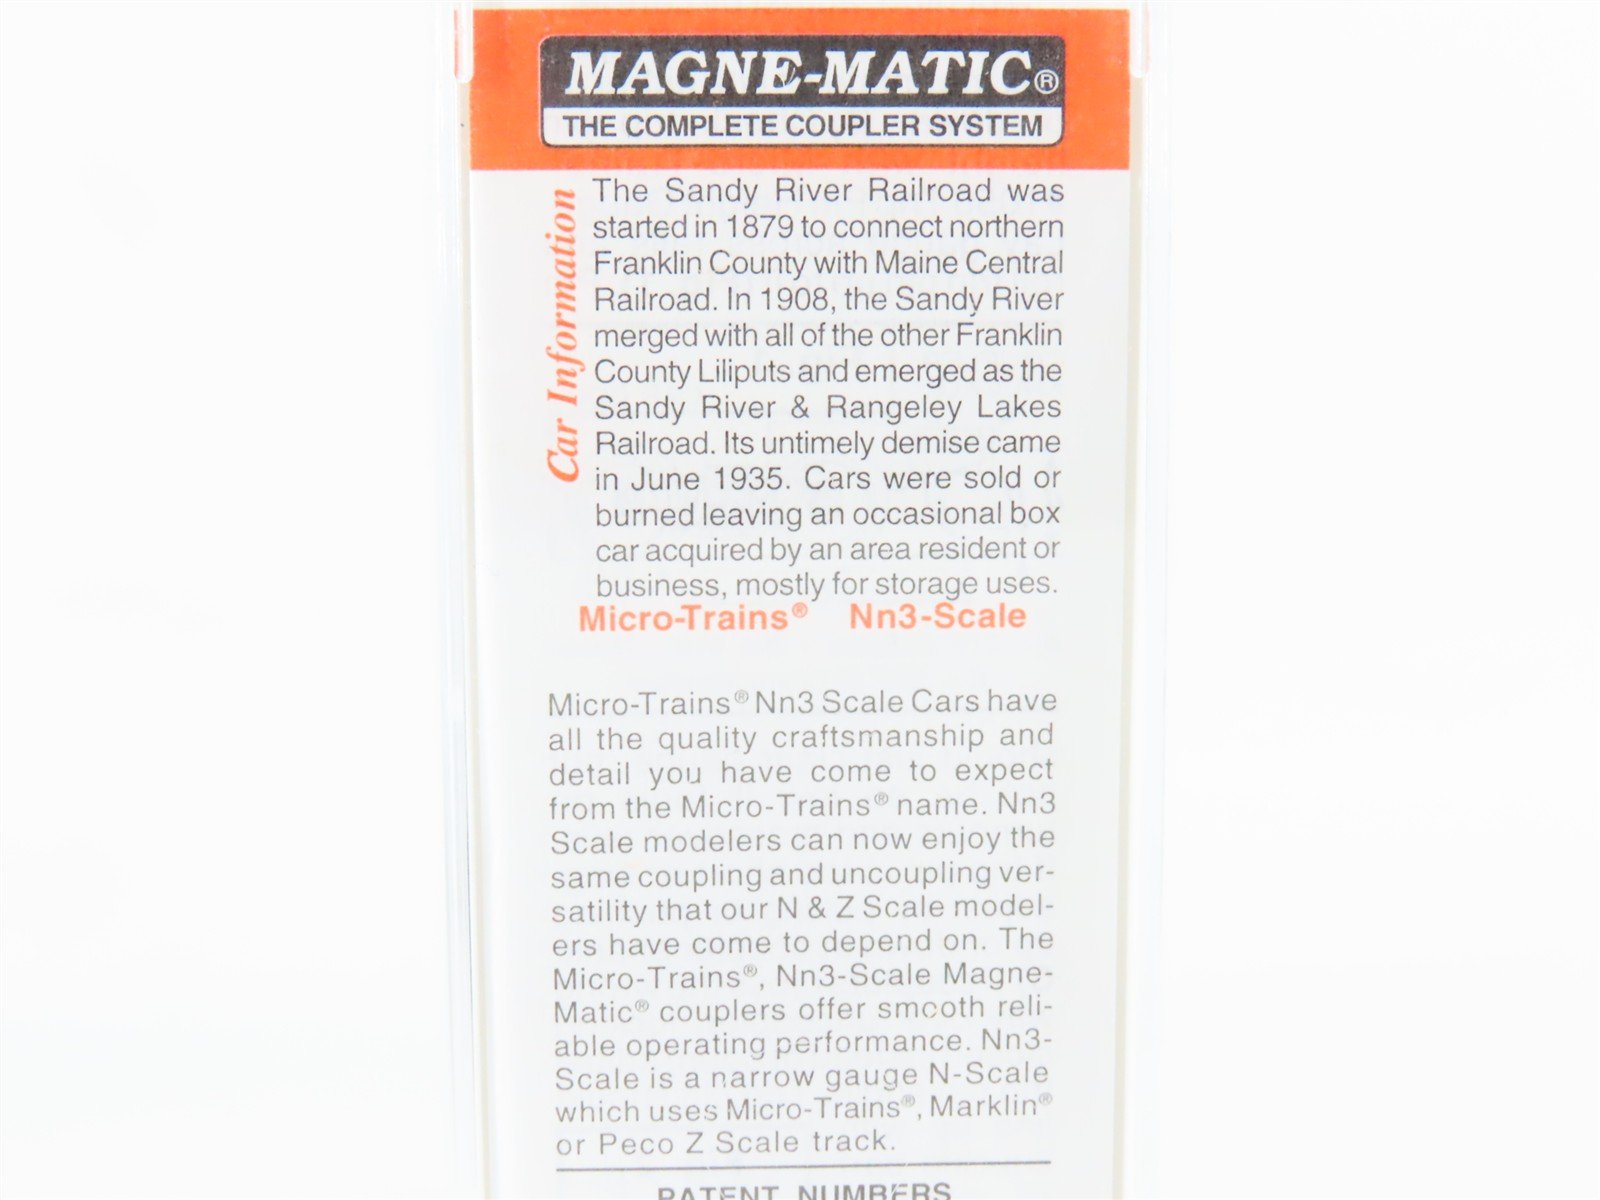 MAGNE-MATIC®
THE COMPLETE COUPLER SYSTEM
Car Information
The Sandy River Railroad was
started in 1879 to connect northern
Franklin County with Maine Central
Railroad. In 1908, the Sandy River
merged with all of the other Franklin
County Liliputs and emerged as the
Sandy River & Rangeley Lakes
Railroad. Its untimely demise came
in June 1935. Cars were sold or
burned leaving an occasional box
car acquired by an area resident or
business, mostly for storage uses.
Micro-Trains® Nn3-Scale
Micro-Trains® Nn3 Scale Cars have
all the quality craftsmanship and
detail you have come to expect
from the Micro-Trains® name. Nn3
Scale modelers can now enjoy the
same coupling and uncoupling ver-
satility that our N & Z Scale model-
ers have come to depend on. The
Micro-Trains®, Nn3-Scale Magne-
Matic® couplers offer smooth reli-
able operating performance. Nn3-
Scale is a narrow gauge N-Scale
which uses Micro-Trains®, Marklin®
or Peco Z Scale track.
PATENT NUMBERS